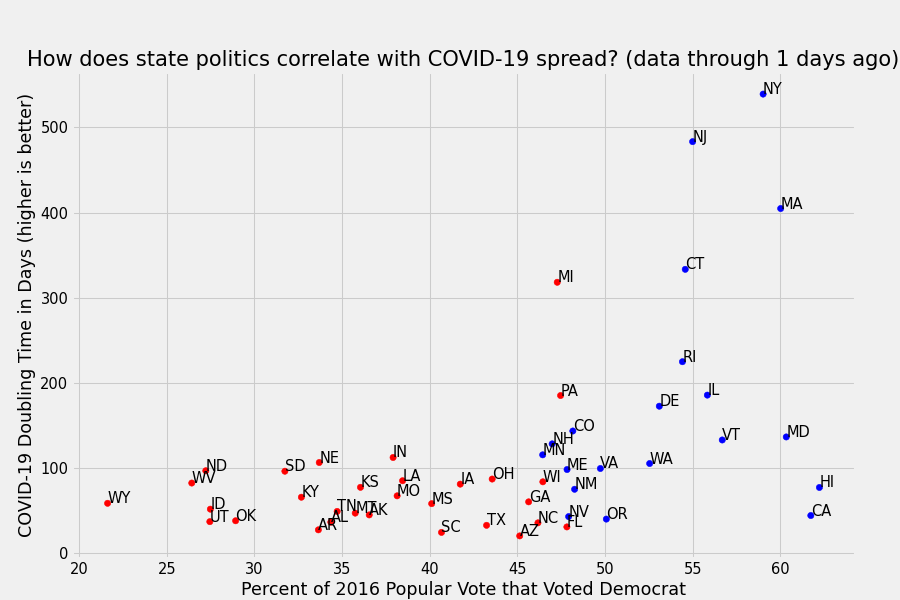 How does state politics correlate with COVID-19 spread? (data through 1 days ago)
COVID-19 Doubling Time in Days (higher is better)
500
400
300
200
100
0
NY
NJ
MA
CT
MI
RI
PA
IL
DE
CO
MD
VT
NH
MN
IN
NE
WA
VA
ME
ND
SD
OH
LA
WI
WV
IA
KS
HI
NM
MO
KY
GA
MS
WY
ID
TN
MT
AK
CA
NV
OR
UT
OK
AL
NC
TX
FL
AR
SC
AZ
20
25
30
35
40
45
50
55
60
Percent of 2016 Popular Vote that Voted Democrat